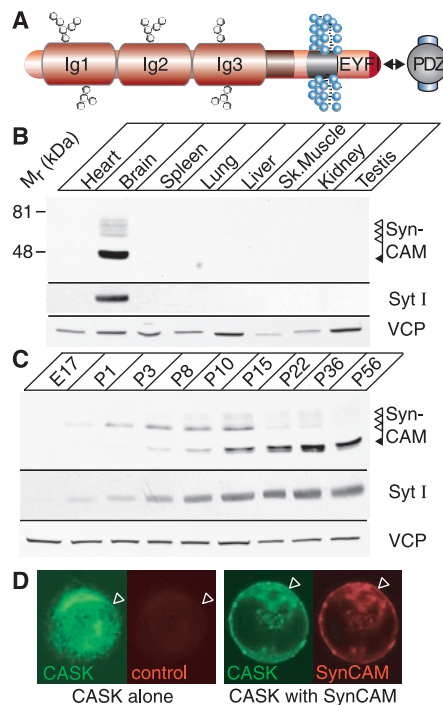 A
Ig1 Ig2 Ig3 EYFI PDZ
B
Mr (kDa)
Heart Brain Spleen Lung Liver Sk.Muscle Kidney Testis
81
48
Syn-
CAM
Syt I
VCP
C
E17 P1 P3 P8 P10 P15 P22 P36 P56
Syn-
CAM
Syt I
VCP
D
CASK control CASK SynCAM
CASK alone CASK with SynCAM